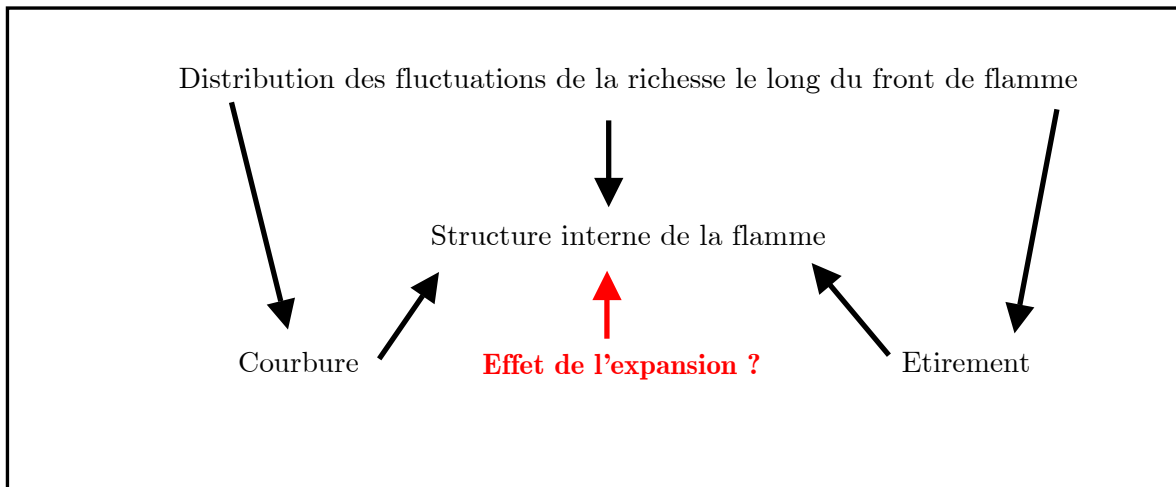 Distribution des fluctuations de la richesse le long du front de flamme
Structure interne de la flamme
Courbure
Effet de l'expansion ?
Etirement